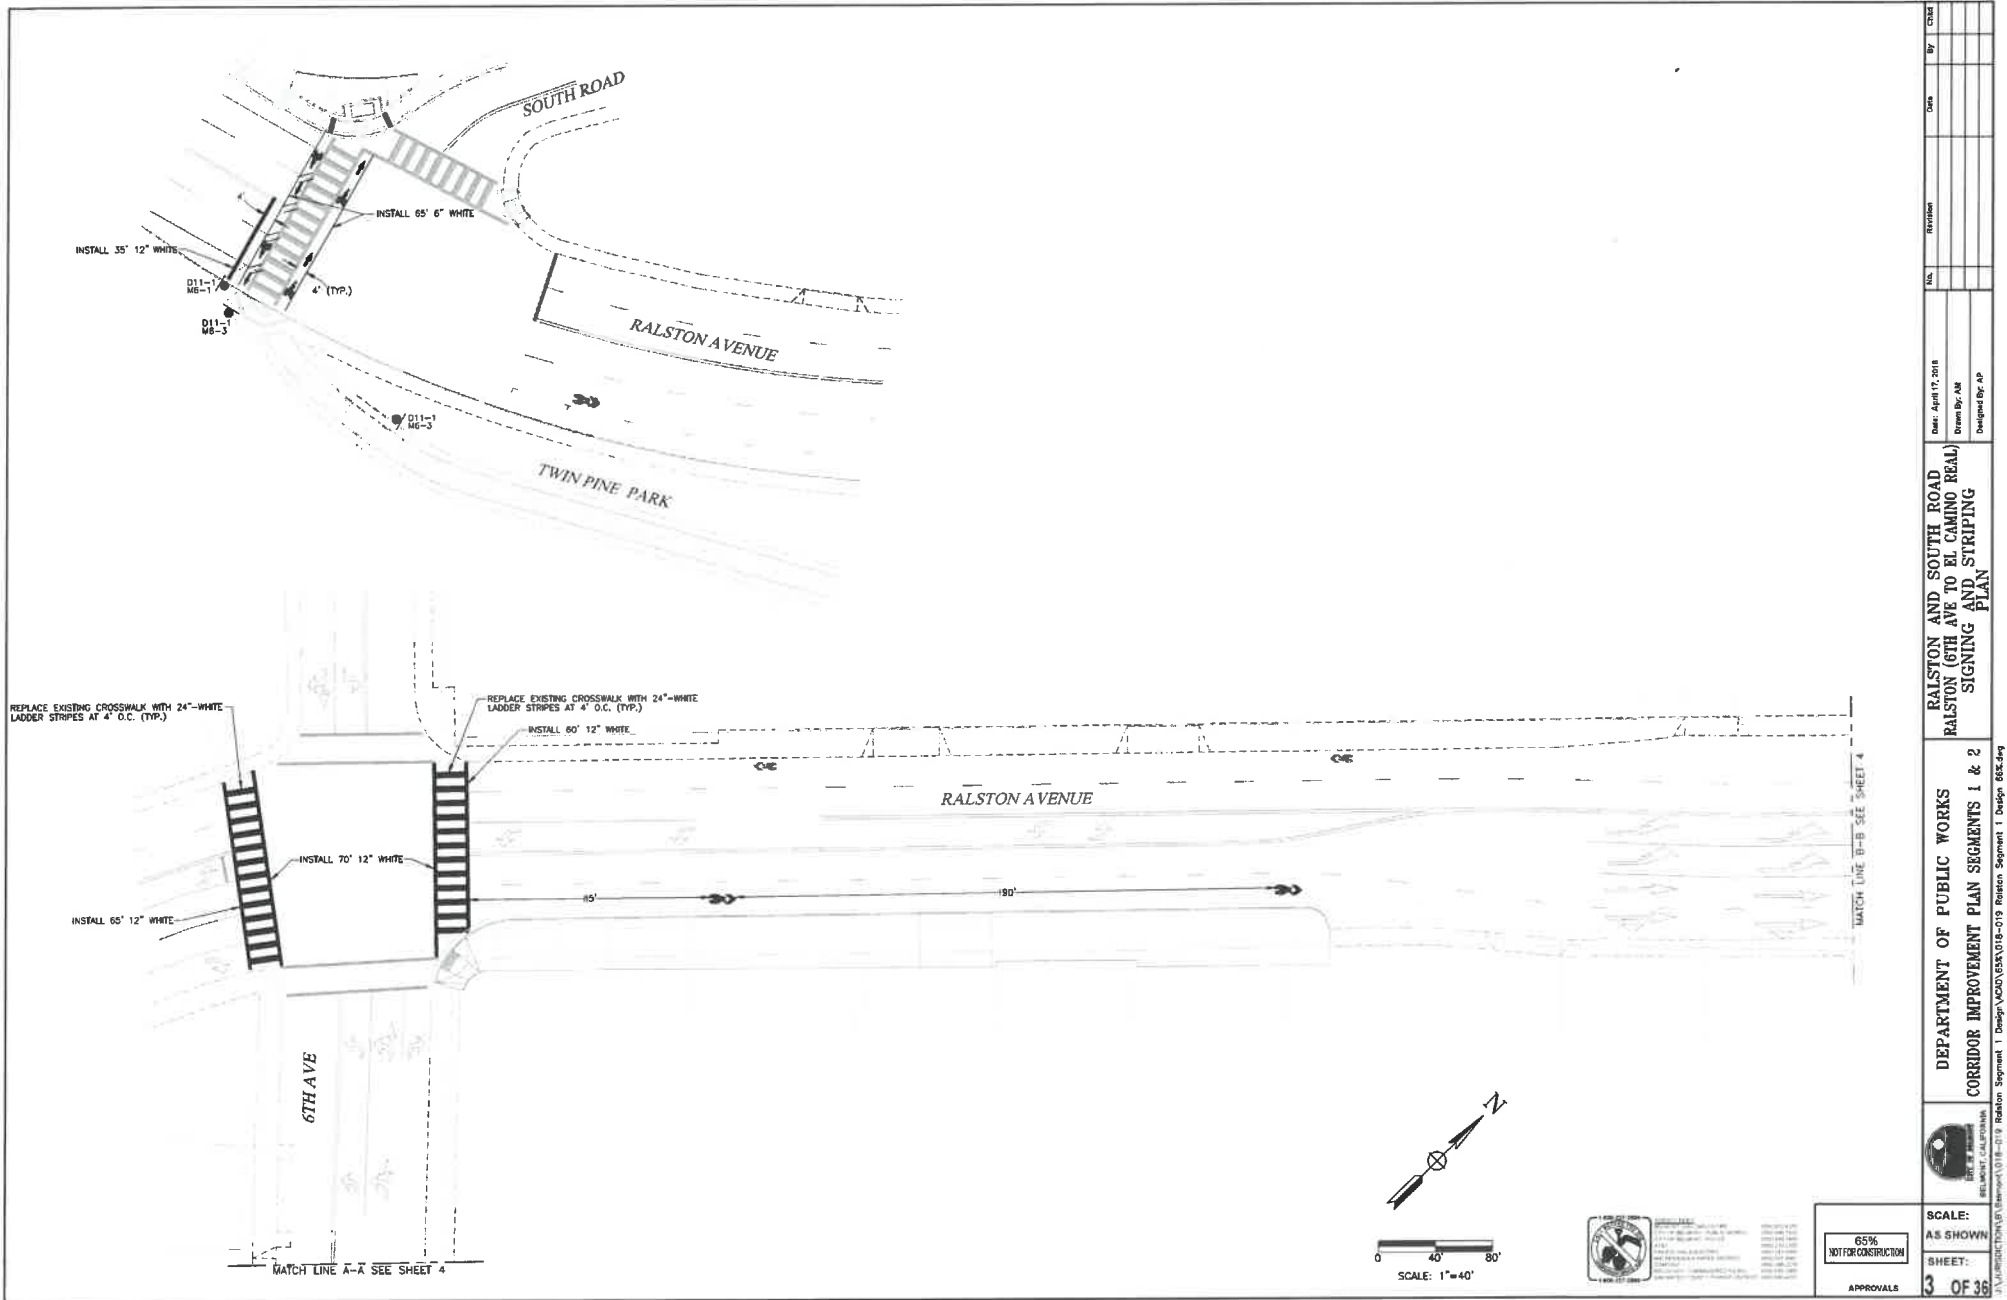 SOUTH ROAD
INSTALL 65' 6" WHITE
INSTALL 35' 12" WHITE
D11-1
M6-1
4' (TYP.)
D11-1
M6-3
RALSTON AVENUE
D11-1
M6-3
TWIN PINE PARK
REPLACE EXISTING CROSSWALK WITH 24"-WHITE
LADDER STRIPES AT 4' O.C. (TYP.)
REPLACE EXISTING CROSSWALK WITH 24"-WHITE
LADDER STRIPES AT 4' O.C. (TYP.)
INSTALL 60' 12" WHITE
RALSTON AVENUE
INSTALL 70' 12" WHITE
INSTALL 65' 12" WHITE
190'
6TH AVE
MATCH LINE A-A SEE SHEET 4
MATCH LINE B-B SEE SHEET 4
N
0 40' 80'
SCALE: 1"=40'
65%
NOT FOR CONSTRUCTION
APPROVALS
No. Revision Date By Chkd
Date: April 17, 2018
Drawn By: AM
Designed By: AP
RALSTON AND SOUTH ROAD
RALSTON (6TH AVE TO EL CAMINO REAL)
SIGNING AND STRIPING
PLAN
DEPARTMENT OF PUBLIC WORKS
CORRIDOR IMPROVEMENT PLAN SEGMENTS 1 & 2
BELMONT, CALIFORNIA
SCALE:
AS SHOWN
SHEET:
3 OF 36